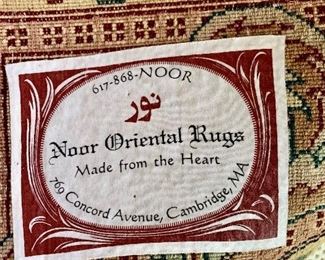 617-868-NOOR
نور
Noor Oriental Rugs
Made from the Heart
769 Concord Avenue, Cambridge, MA